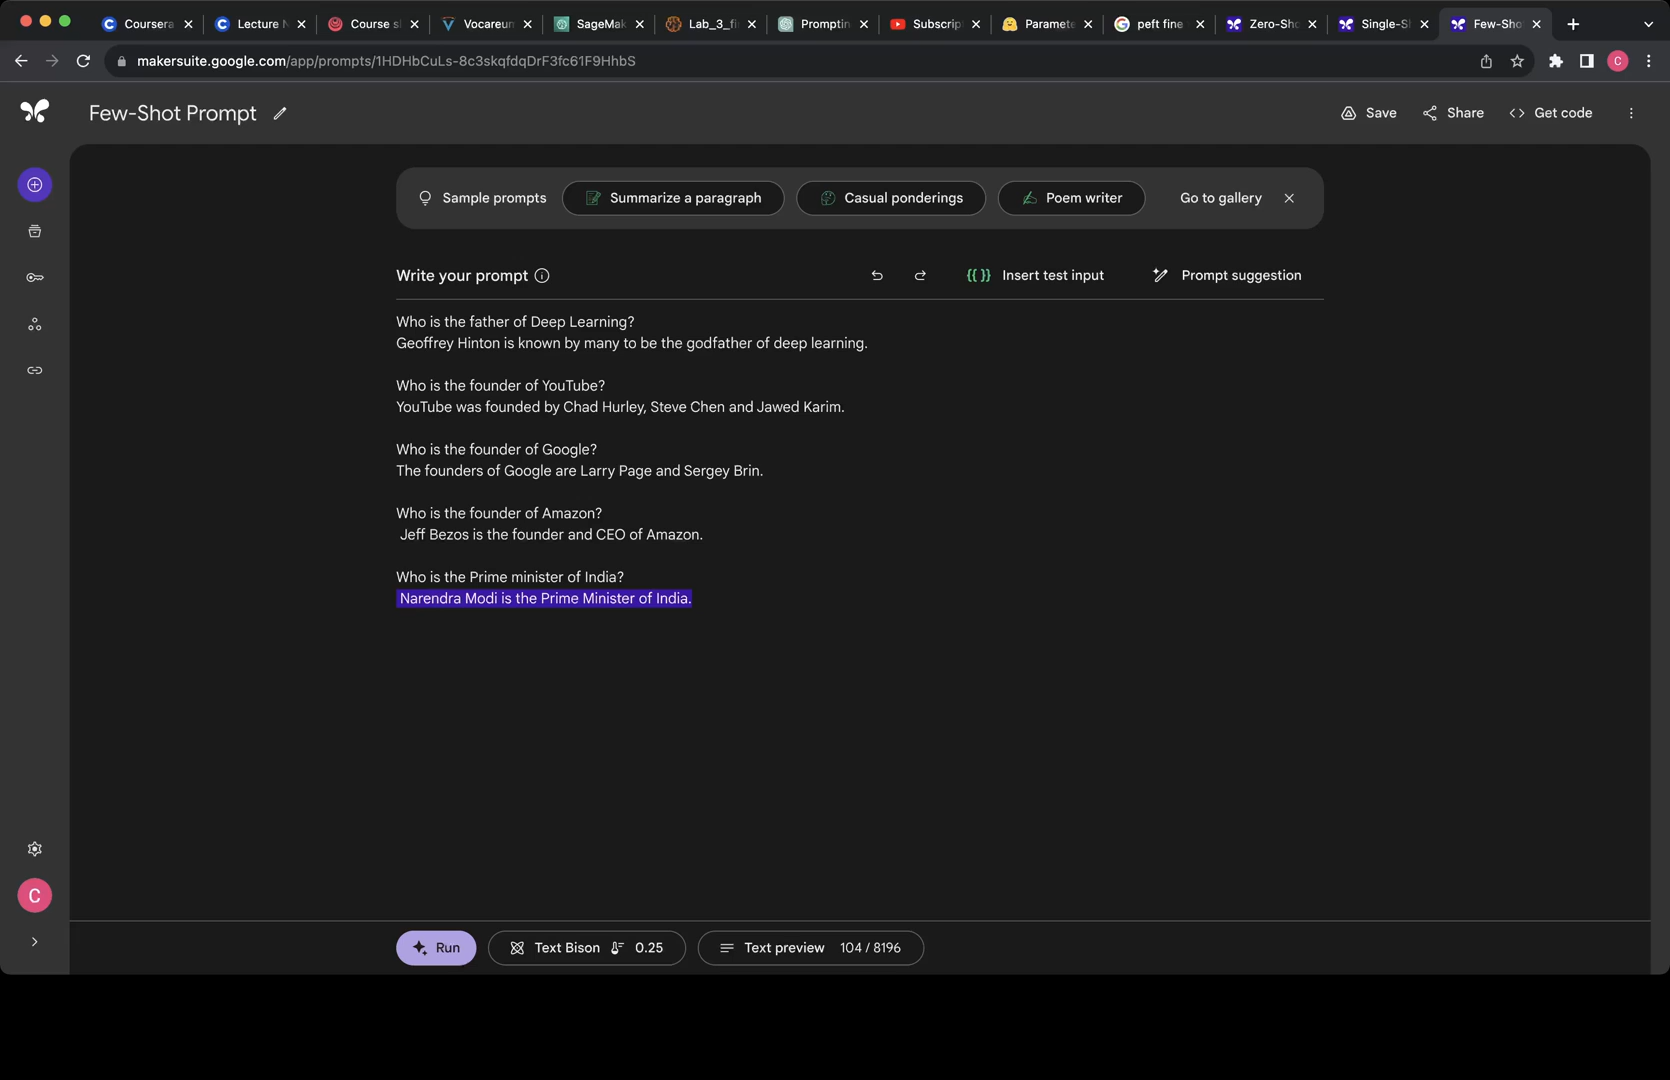 Coursera
Lecture N
Course sl
Vocareum
SageMak
Lab_3_fi
Promptin
Subscrip
Paramete
peft fine
Zero-Sho
Single-S
Few-Sho
makersuite.google.com/app/prompts/1HDHbCuLs-8c3skqfdqDrF3fc61F9HhbS
C
Few-Shot Prompt
Save
Share
Get code
Sample prompts
Summarize a paragraph
Casual ponderings
Poem writer
Go to gallery
Write your prompt
{{ }} Insert test input
Prompt suggestion
Who is the father of Deep Learning?
Geoffrey Hinton is known by many to be the godfather of deep learning.
Who is the founder of YouTube?
YouTube was founded by Chad Hurley, Steve Chen and Jawed Karim.
Who is the founder of Google?
The founders of Google are Larry Page and Sergey Brin.
Who is the founder of Amazon?
Jeff Bezos is the founder and CEO of Amazon.
Who is the Prime minister of India?
Narendra Modi is the Prime Minister of India.
C
Run
Text Bison 0.25
Text preview 104 / 8196